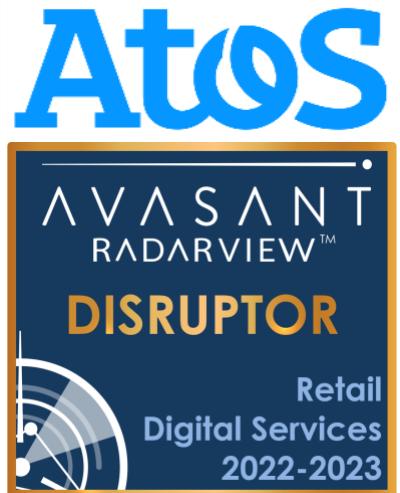 Atos
AVASANT
RADARVIEW™
DISRUPTOR
Retail
Digital Services
2022-2023